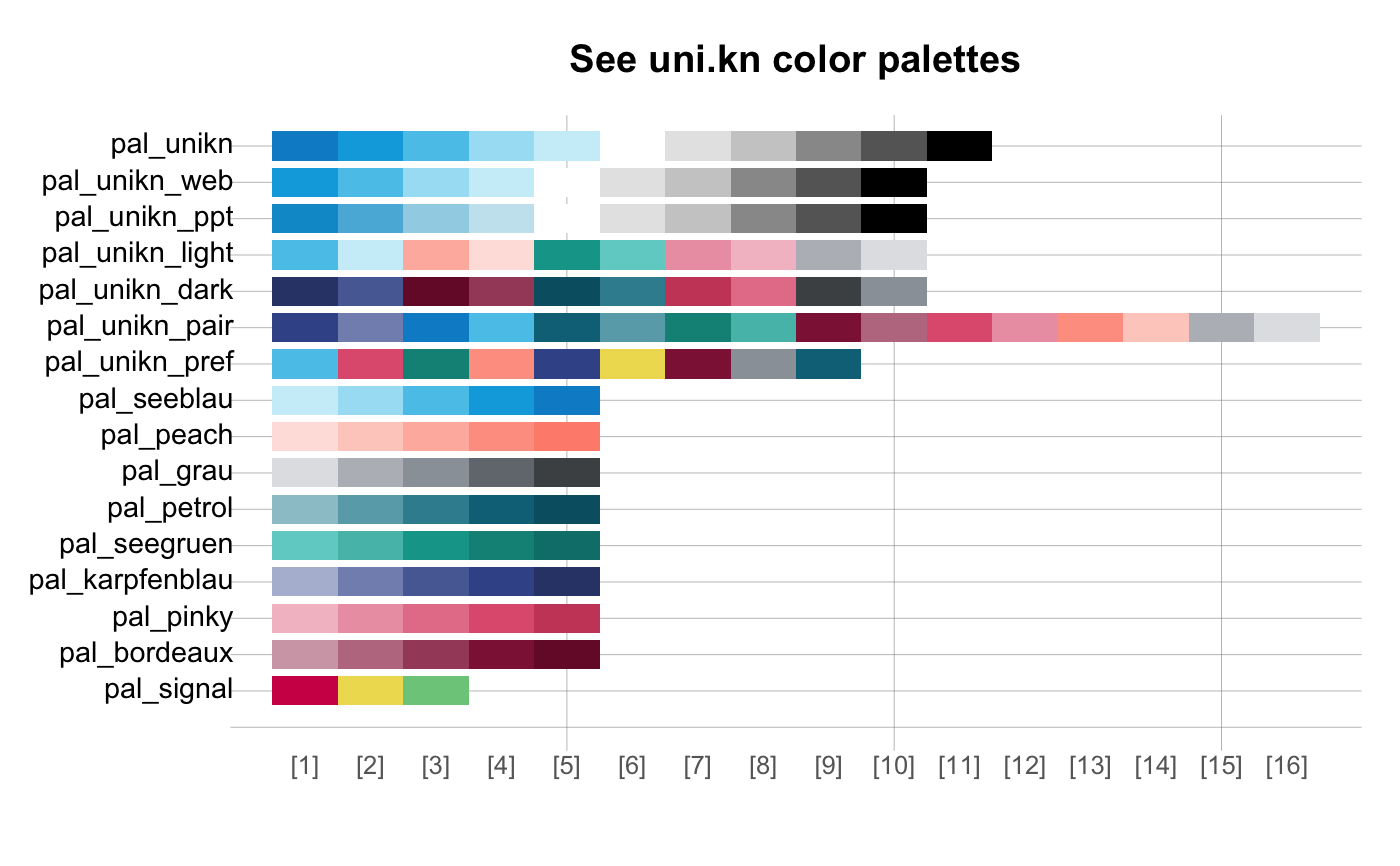 See uni.kn color palettes
pal_unikn
pal_unikn_web
pal_unikn_ppt
pal_unikn_light
pal_unikn_dark
pal_unikn_pair
pal_unikn_pref
pal_seeblau
pal_peach
pal_grau
pal_petrol
pal_seegruen
pal_karpfenblau
pal_pinky
pal_bordeaux
pal_signal
[1] [2] [3] [4] [5] [6] [7] [8] [9] [10] [11] [12] [13] [14] [15] [16]